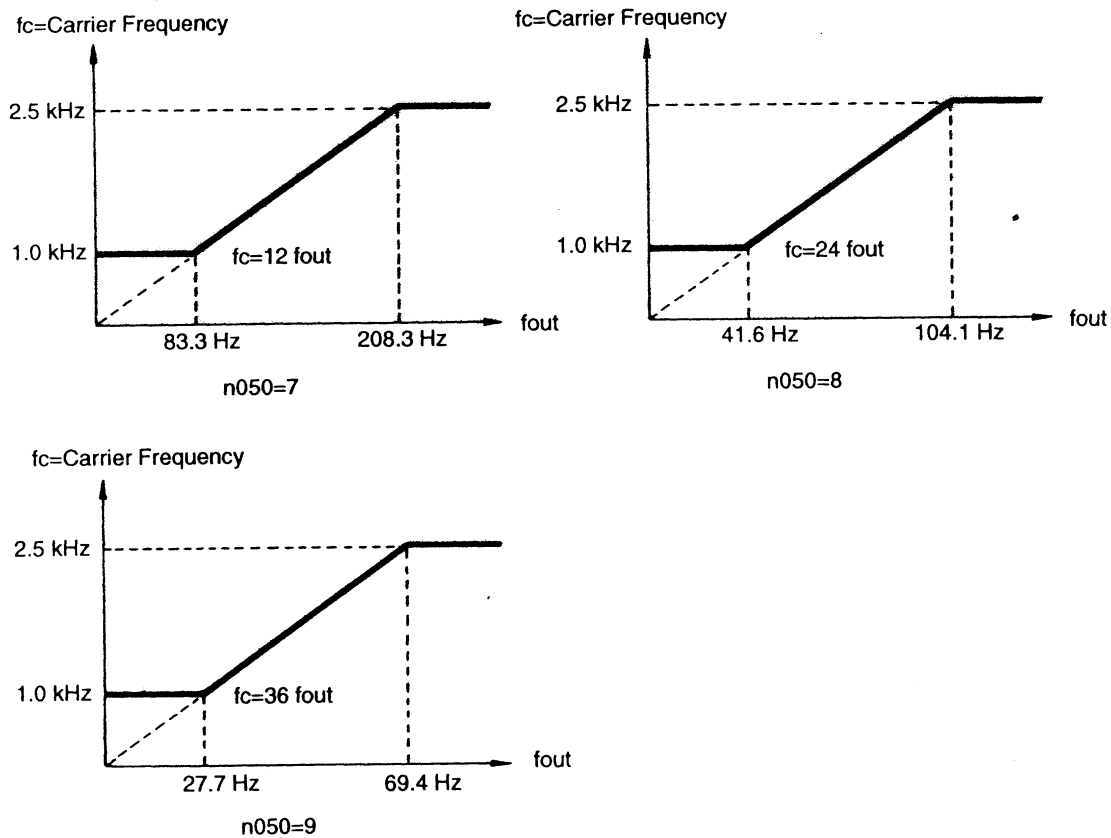 fc=Carrier Frequency
2.5 kHz
1.0 kHz
fc=12 fout
83.3 Hz
208.3 Hz
fout
n050=7
fc=Carrier Frequency
2.5 kHz
1.0 kHz
fc=24 fout
41.6 Hz
104.1 Hz
fout
n050=8
fc=Carrier Frequency
2.5 kHz
1.0 kHz
fc=36 fout
27.7 Hz
69.4 Hz
fout
n050=9